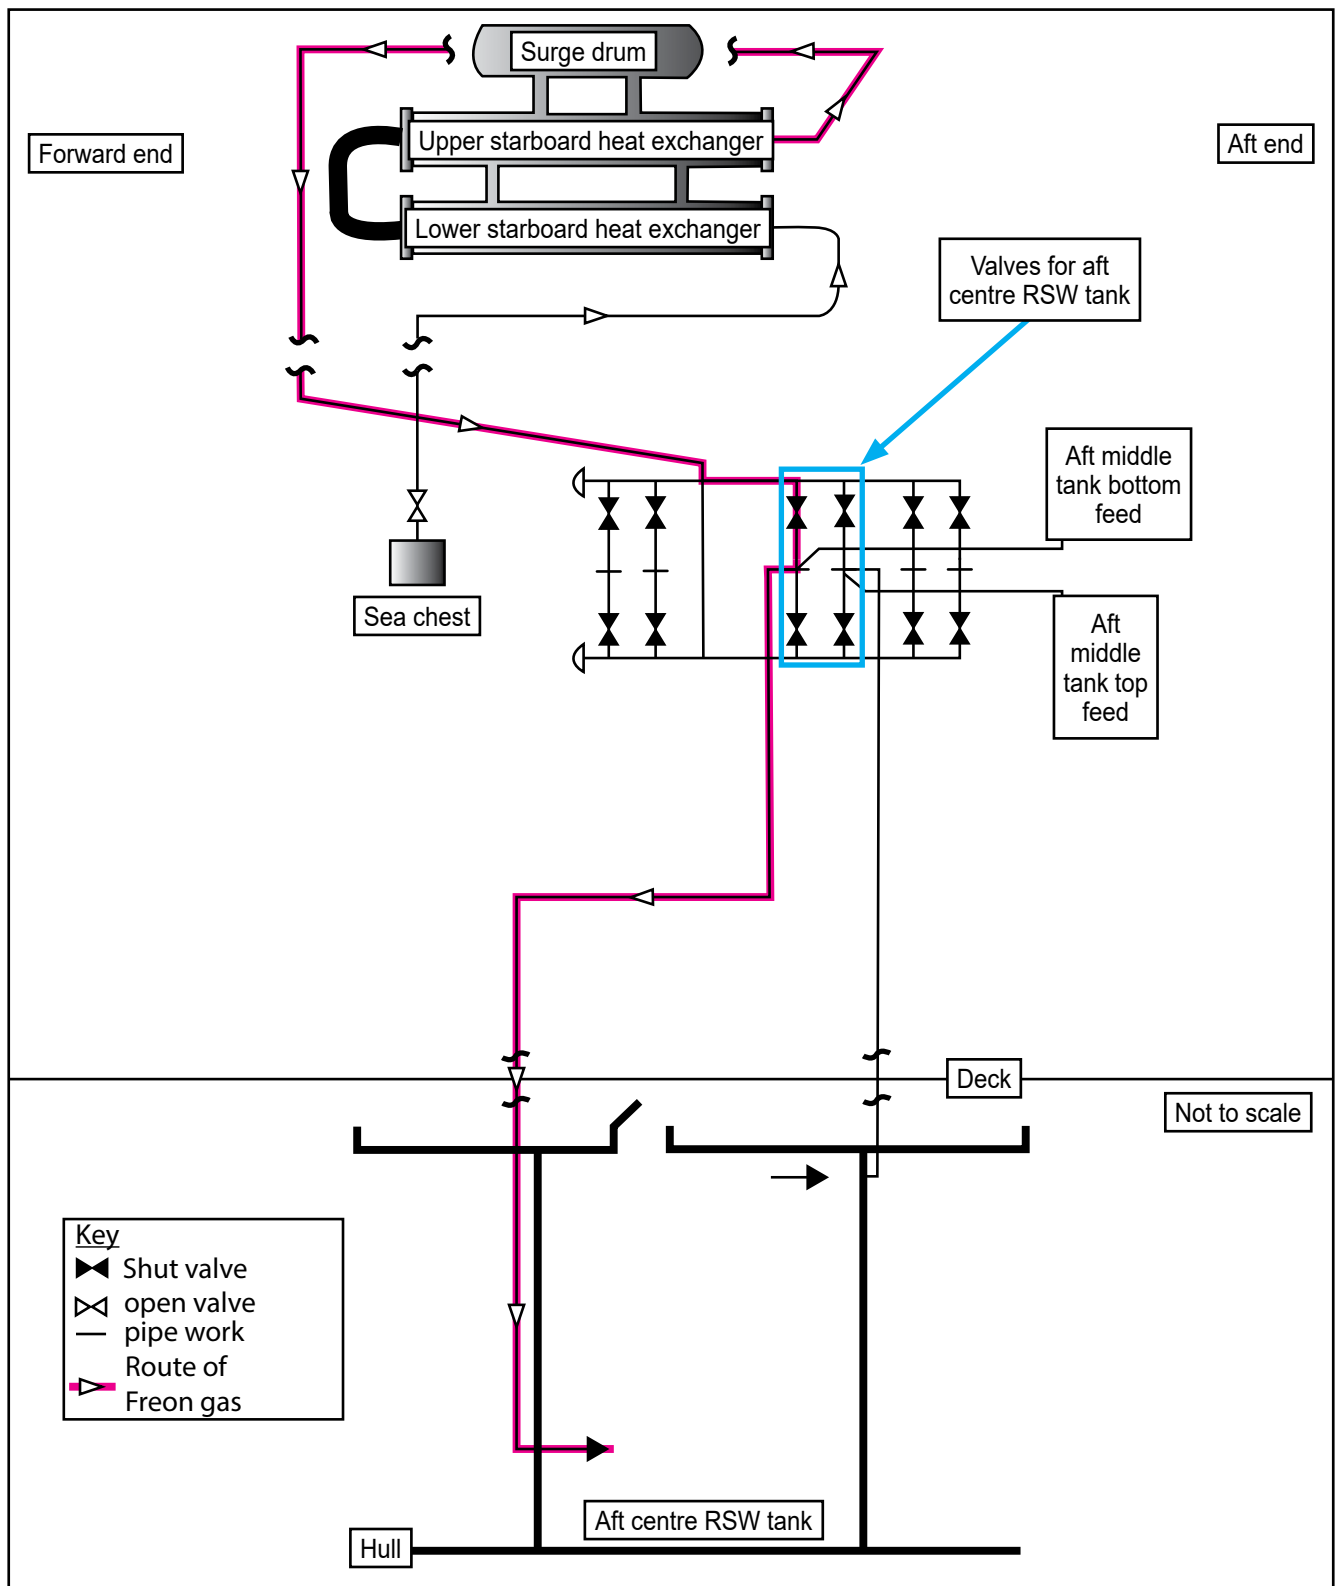 Surge drum
Forward end
Upper starboard heat exchanger
Aft end
Lower starboard heat exchanger
Valves for aft
centre RSW tank
Aft middle
tank bottom
feed
Sea chest
Aft
middle
tank top
feed
Deck
Not to scale
Key
Shut valve
open valve
pipe work
Route of
Freon gas
Aft centre RSW tank
Hull